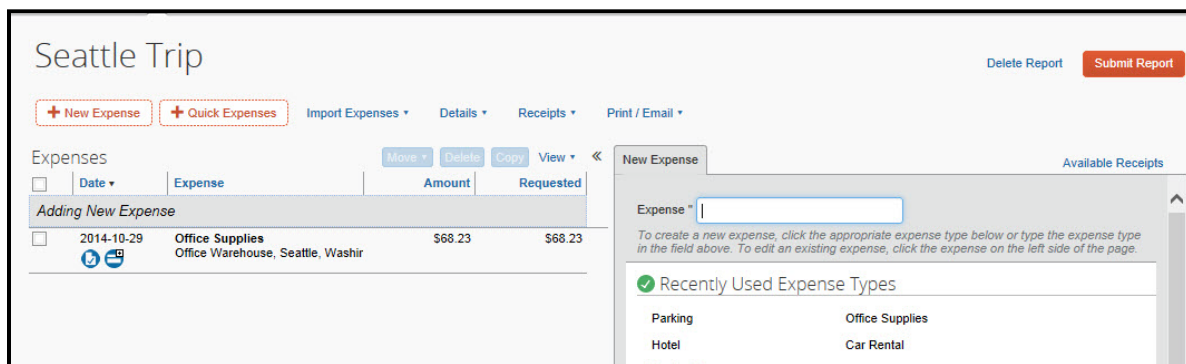 Seattle Trip
Delete Report
Submit Report
+ New Expense
+ Quick Expenses
Import Expenses
Details
Receipts
Print / Email
Expenses
Move
Delete
Copy
View
«
New Expense
Available Receipts
Date
Expense
Amount
Requested
Adding New Expense
2014-10-29
Office Supplies
$68.23
$68.23
Office Warehouse, Seattle, Washir
Expense *
To create a new expense, click the appropriate expense type below or type the expense type
in the field above. To edit an existing expense, click the expense on the left side of the page.
Recently Used Expense Types
Parking
Office Supplies
Hotel
Car Rental